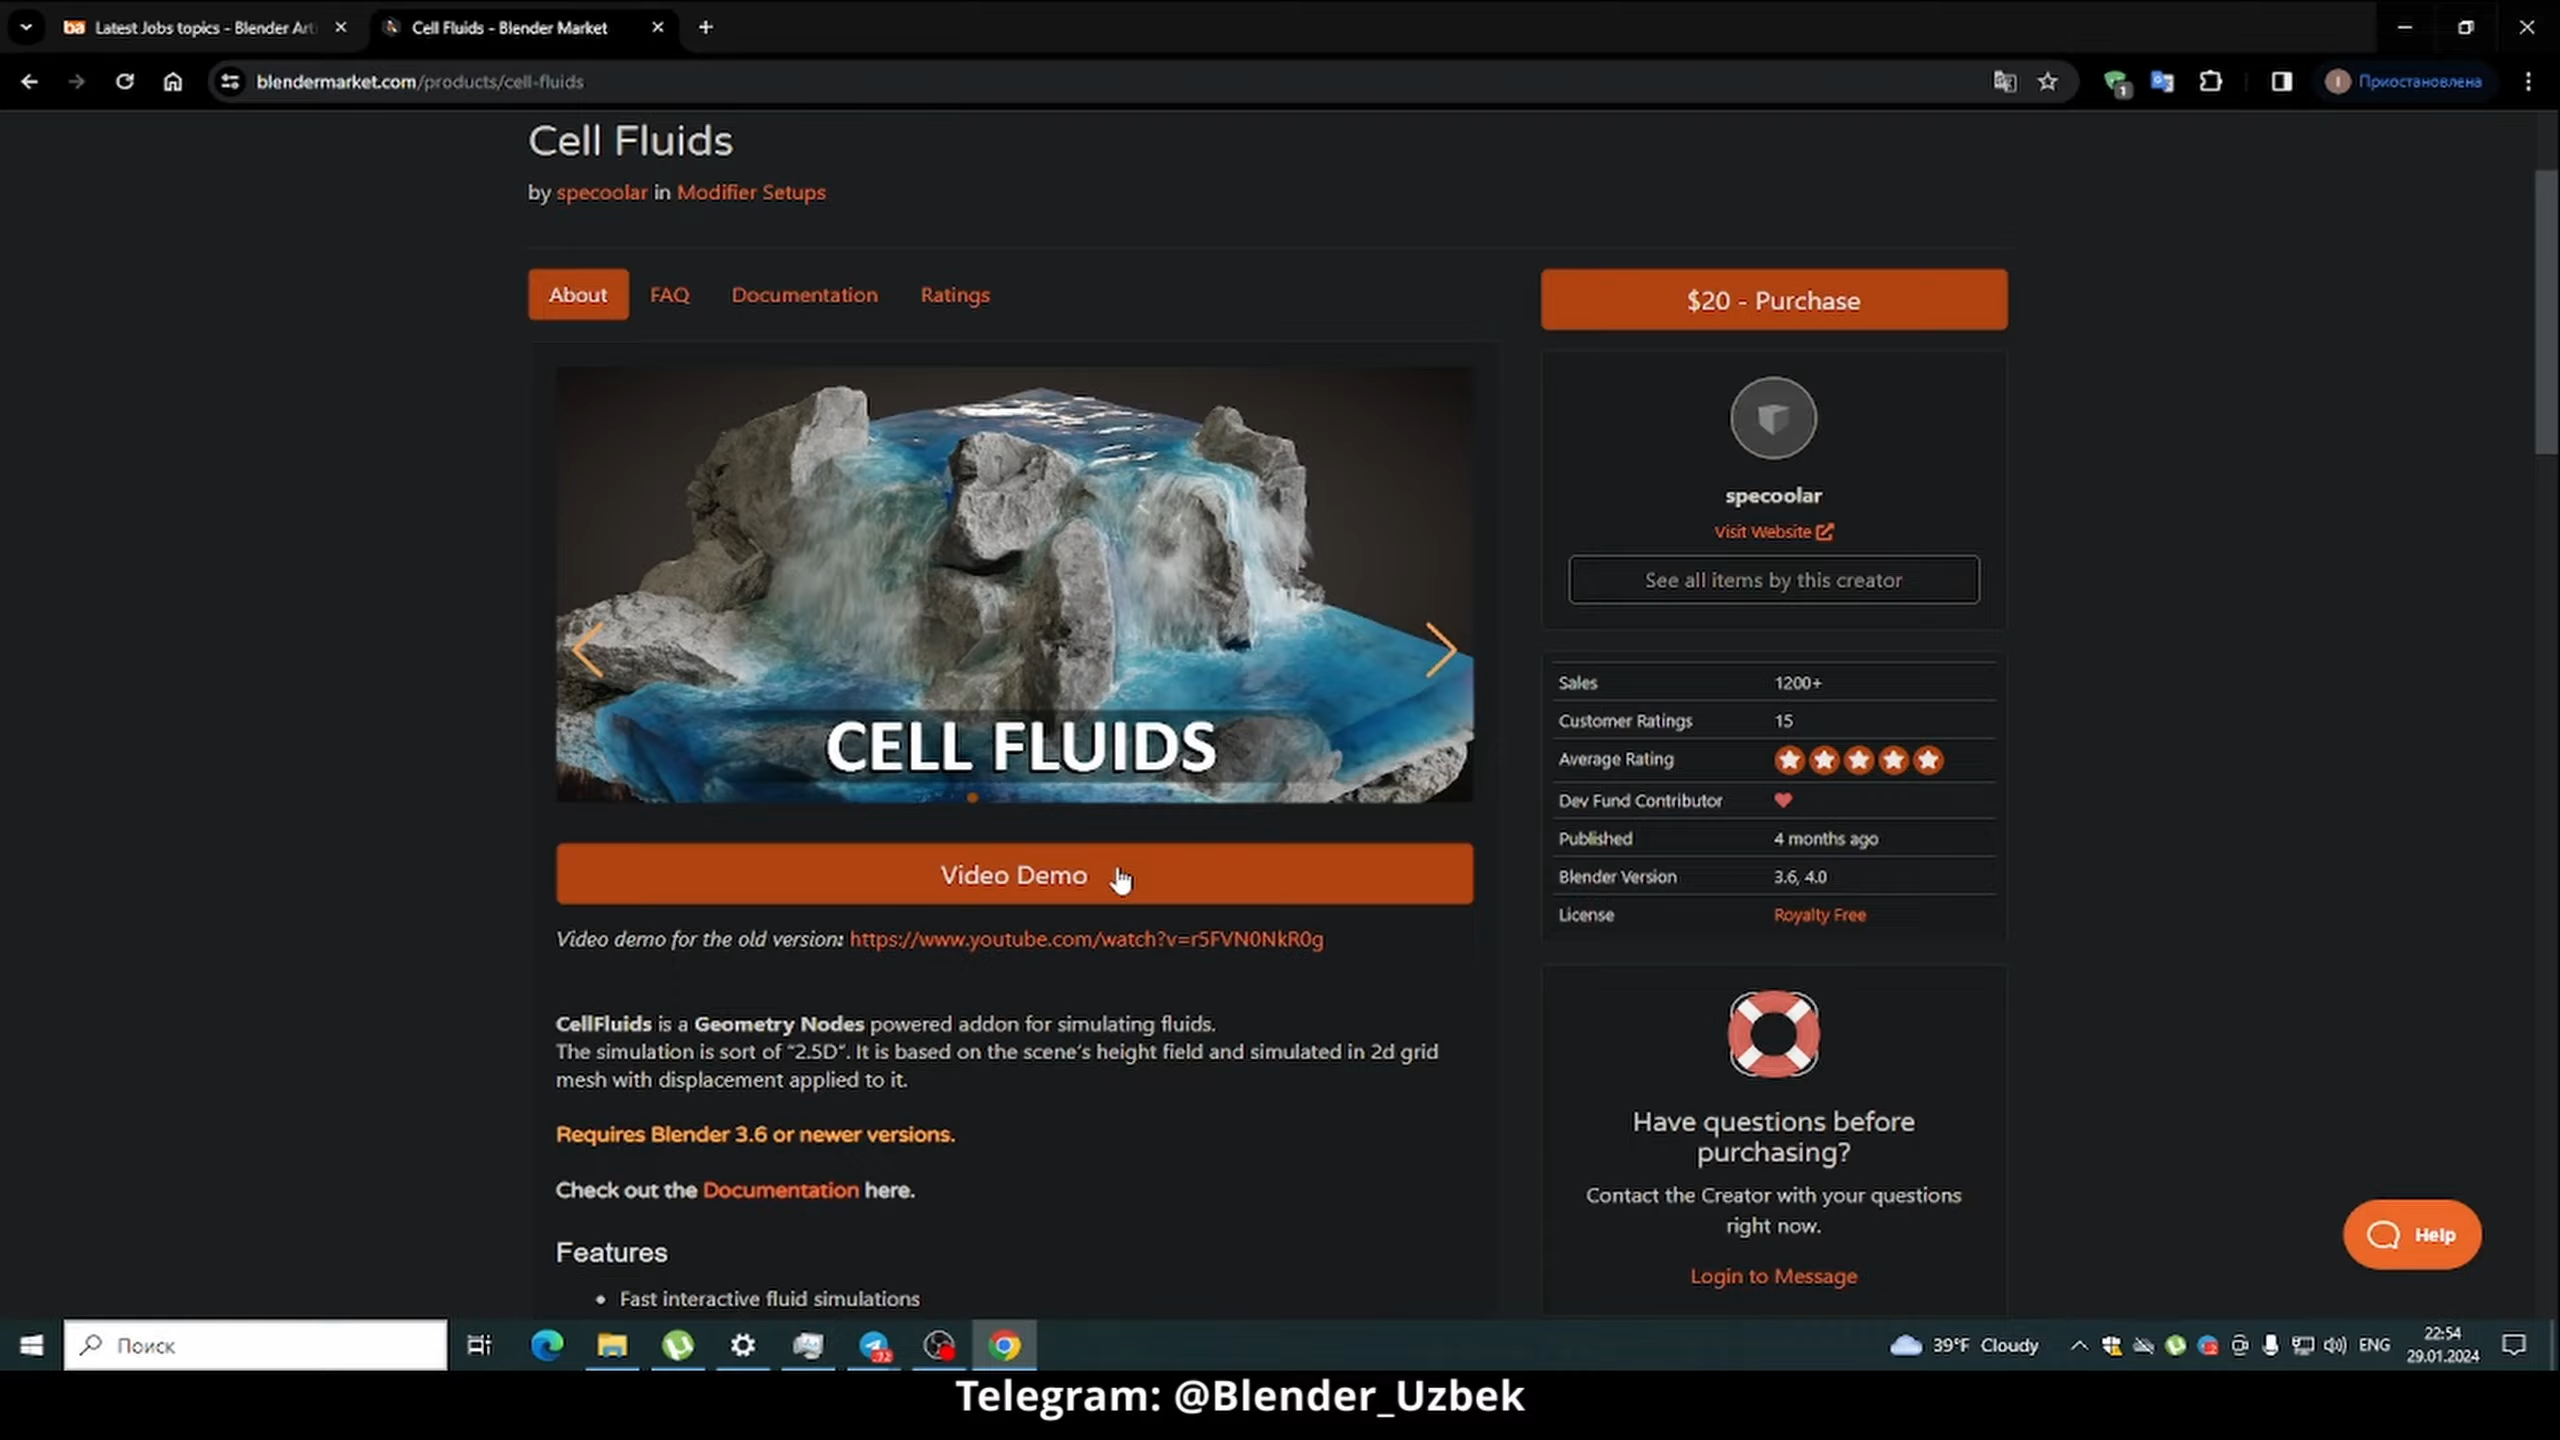 ba Latest Jobs topics - Blender Art
Cell Fluids - Blender Market
blendermarket.com/products/cell-fluids
1
I Приостановлена
Cell Fluids
by specoolar in Modifier Setups
About FAQ Documentation Ratings
$20 - Purchase
CELL FLUIDS
specoolar
Visit Website
See all items by this creator
Sales 1200+
Customer Ratings 15
Average Rating
Dev Fund Contributor
Published 4 months ago
Blender Version 3.6, 4.0
License Royalty Free
Video Demo
Video demo for the old version: https://www.youtube.com/watch?v=r5FVN0NkR0g
CellFluids is a Geometry Nodes powered addon for simulating fluids.
The simulation is sort of “2.5D”. It is based on the scene’s height field and simulated in 2d grid
mesh with displacement applied to it.
Requires Blender 3.6 or newer versions.
Check out the Documentation here.
Features
• Fast interactive fluid simulations
Have questions before
purchasing?
Contact the Creator with your questions
right now.
Login to Message
Help
Поиск
72
39°F Cloudy
ENG
22:54
29.01.2024
Telegram: @Blender_Uzbek